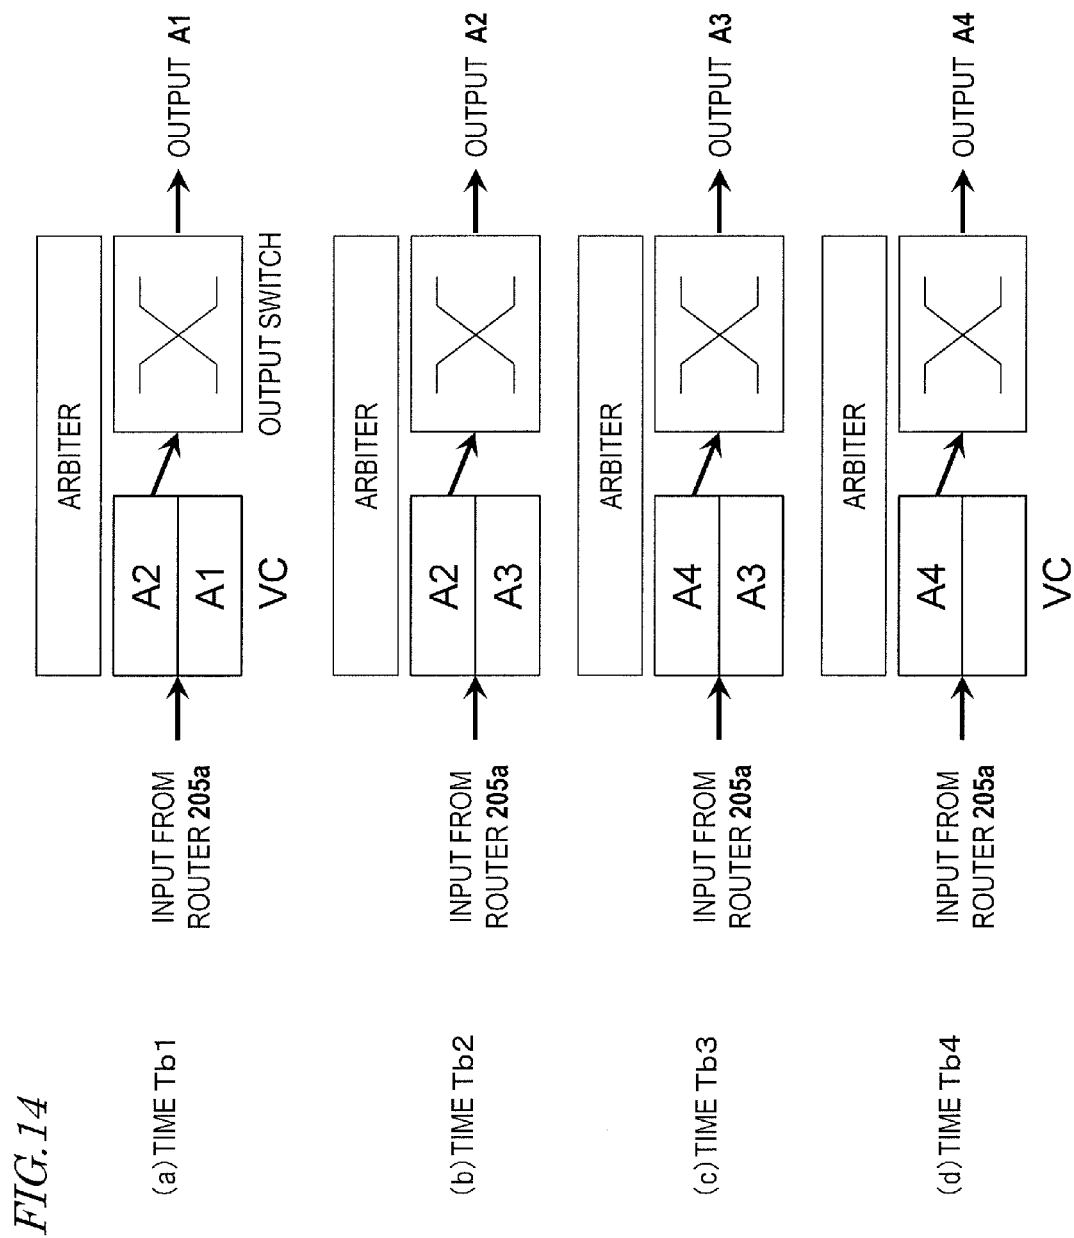 FIG. 14
(a) TIME Tb1
INPUT FROM
ROUTER 205a
ARBITER
A2
A1
VC
OUTPUT SWITCH
OUTPUT A1
(b) TIME Tb2
INPUT FROM
ROUTER 205a
ARBITER
A2
A3
OUTPUT A2
(c) TIME Tb3
INPUT FROM
ROUTER 205a
ARBITER
A4
A3
OUTPUT A3
(d) TIME Tb4
INPUT FROM
ROUTER 205a
ARBITER
A4
VC
OUTPUT A4